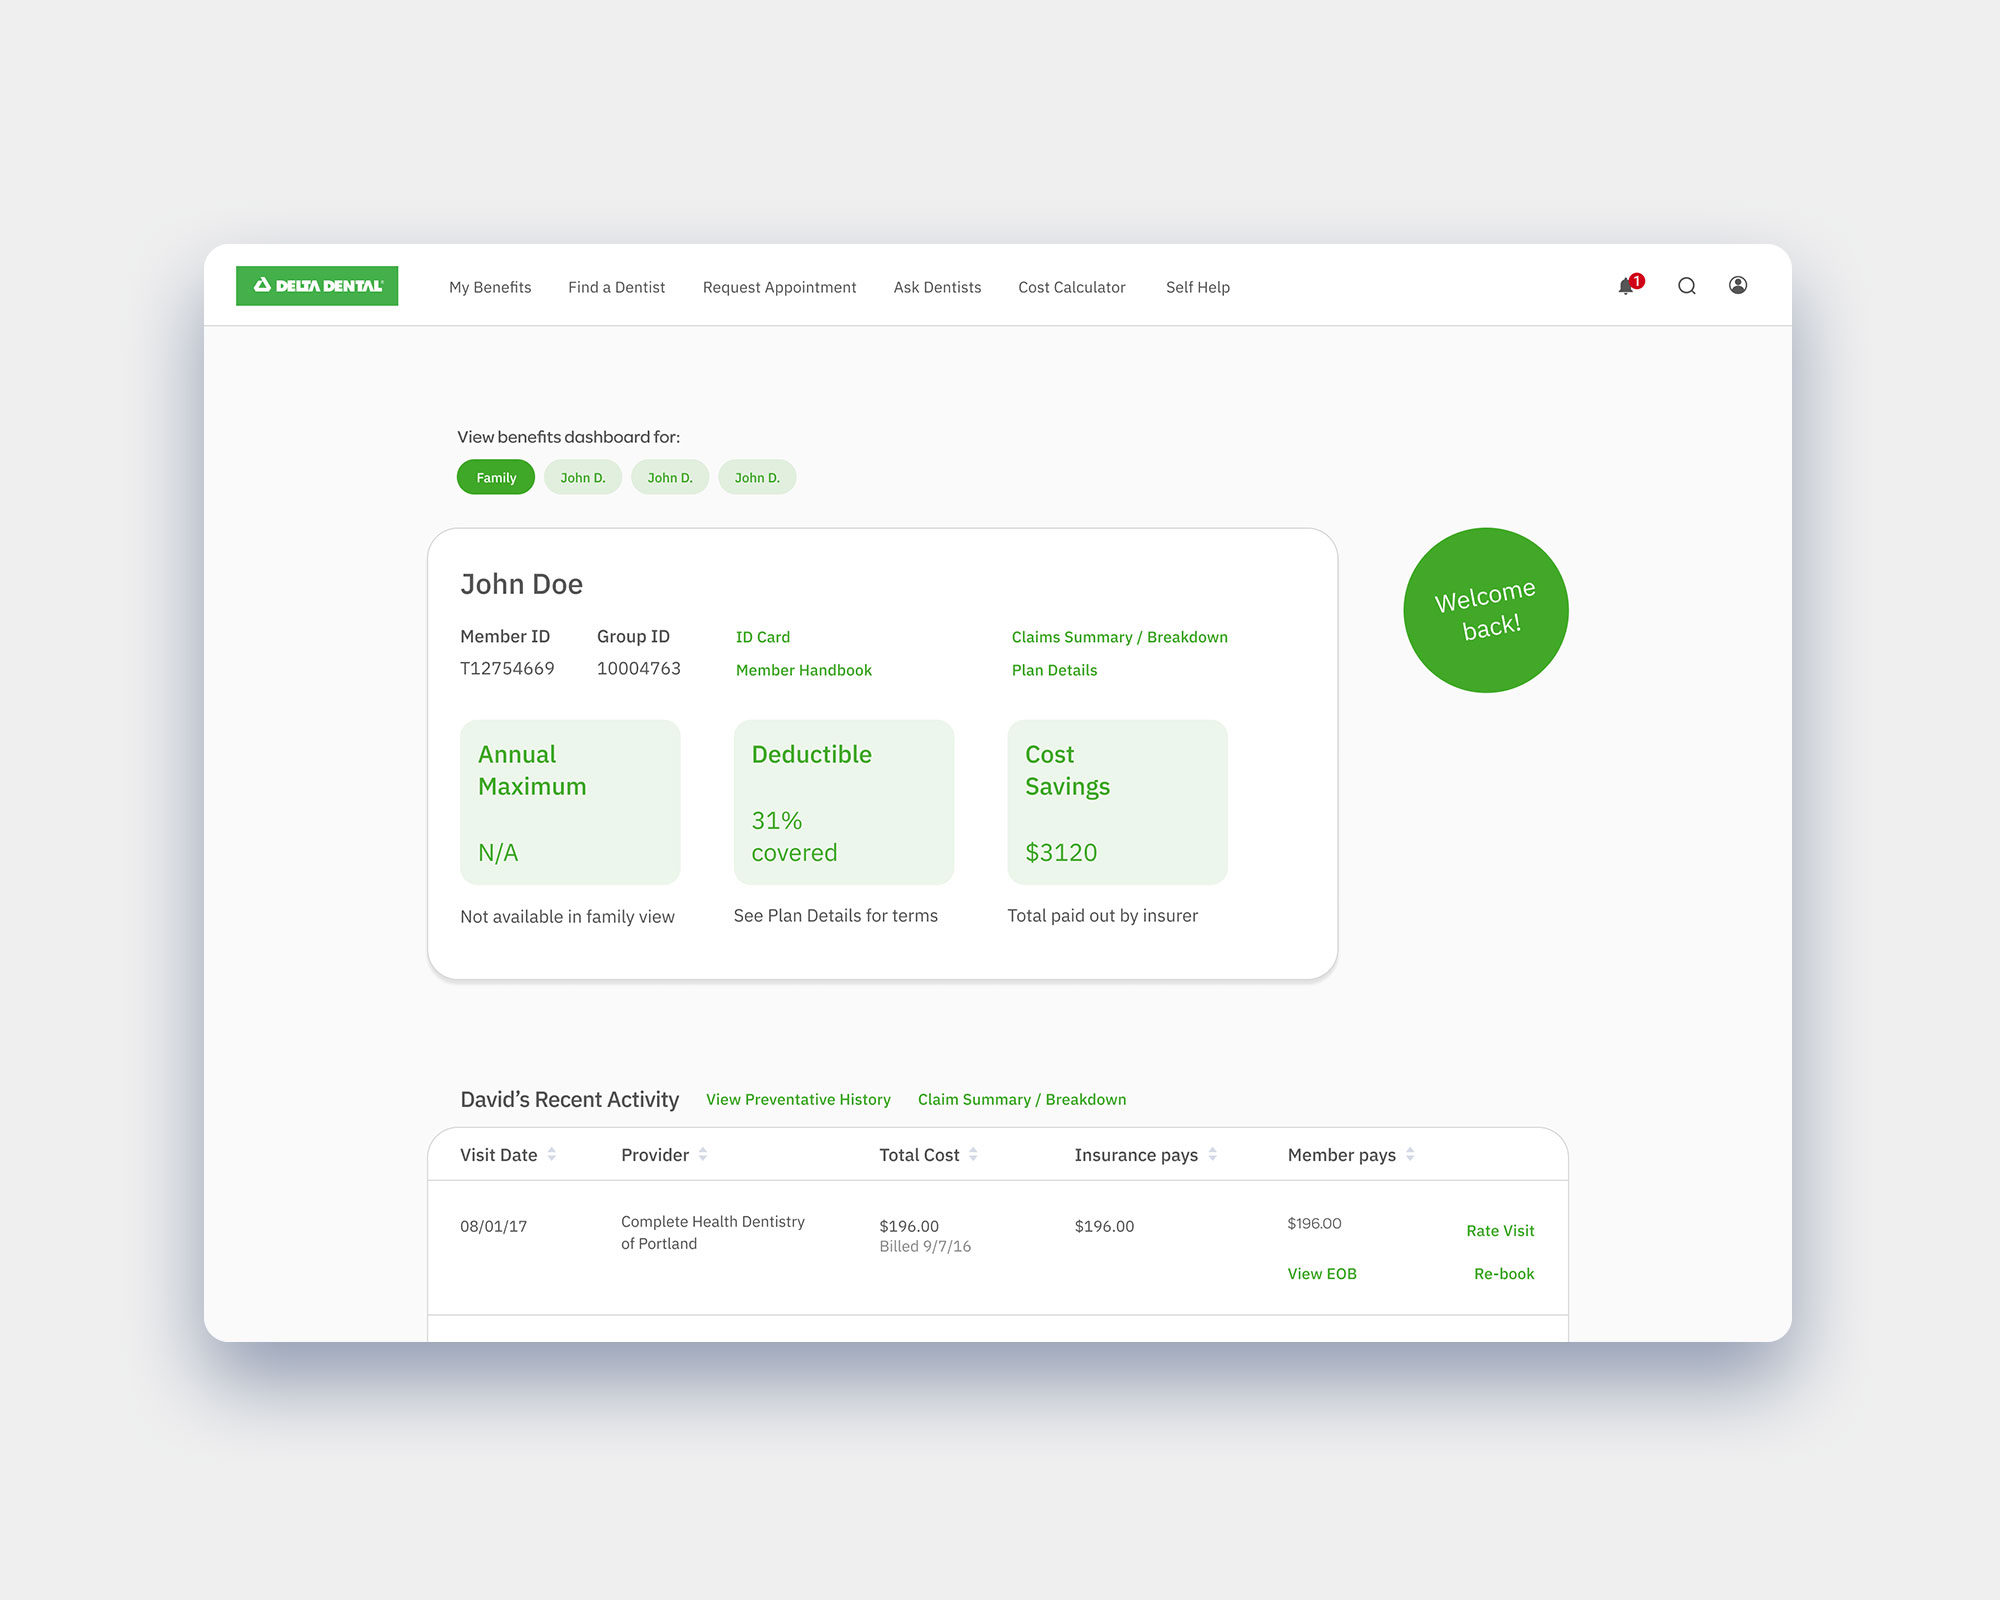 DELTA DENTAL
My Benefits
Find a Dentist
Request Appointment
Ask Dentists
Cost Calculator
Self Help
1
View benefits dashboard for:
Family
John D.
John D.
John D.
John Doe
Member ID
Group ID
ID Card
Claims Summary / Breakdown
T12754669
10004763
Member Handbook
Plan Details
Welcome
back!
Annual
Maximum
N/A
Not available in family view
Deductible
31%
covered
See Plan Details for terms
Cost
Savings
$3120
Total paid out by insurer
David’s Recent Activity
View Preventative History
Claim Summary / Breakdown
Visit Date
Provider
Total Cost
Insurance pays
Member pays
08/01/17
Complete Health Dentistry
of Portland
$196.00
Billed 9/7/16
$196.00
$196.00
Rate Visit
View EOB
Re-book